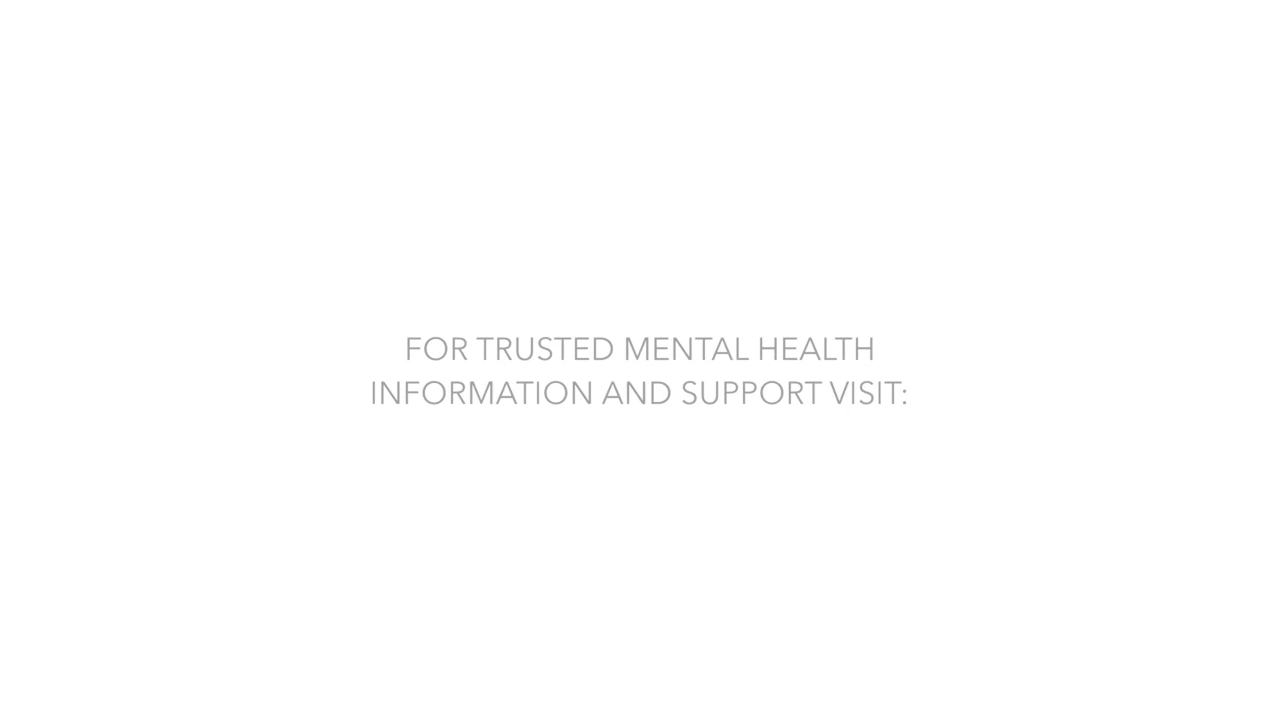 FOR TRUSTED MENTAL HEALTH
INFORMATION AND SUPPORT VISIT: